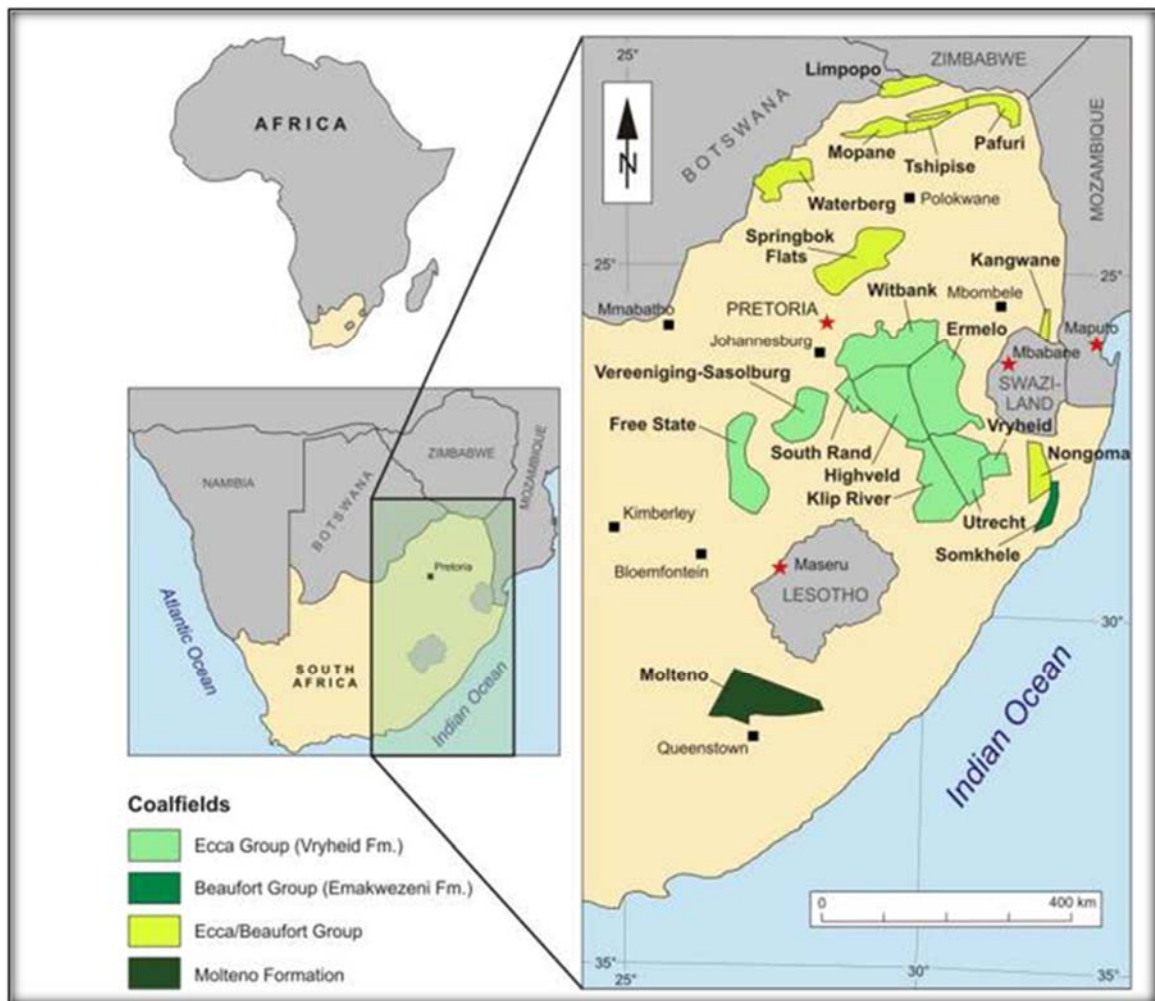 AFRICA
NAMIBIA
BOTSWANA
ZIMBABWE
MOZAMBIQUE
Pretoria
Atlantic Ocean
SOUTH
AFRICA
Indian Ocean
Coalfields
Ecca Group (Vryheid Fm.)
Beaufort Group (Emakwezeni Fm.)
Ecca/Beaufort Group
Molteno Formation
25°
30°
ZIMBABWE
Limpopo
BOTSWANA
MOZAMBIQUE
N
Mopane
Tshipise
Pafuri
Waterberg
Polokwane
Springbok
Flats
25°
Kangwane
25°
Witbank
Mbombele
PRETORIA
Mmabatho
Ermelo
Maputo
Johannesburg
Mbabane
Vereeniging-Sasolburg
SWAZI-
LAND
Free State
Vryheid
South Rand
Highveld
Nongoma
Klip River
Kimberley
Utrecht
Somkhele
Bloemfontein
Maseru
LESOTHO
30°
Molteno
Queenstown
Indian Ocean
0
400 km
35°
25°
30°
35°